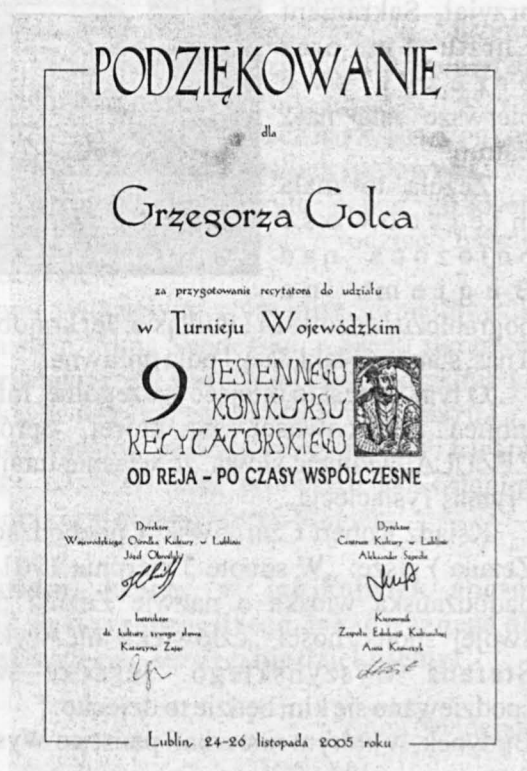 PODZIĘKOWANIE
dla
Grzegorza Golca
za przygotowanie recytatora do udziału
w Turnieju Wojewódzkim
9 JESIENNEGO
KONKURSU
RECYTATORSKIEGO
OD REJA – PO CZASY WSPÓŁCZESNE
Dyrektor
Wojewódzkiego Ośrodka Kultury w Lublinie
Józef Obroślak
Dyrektor
Centrum Kultury w Lublinie
Aleksander Szpecht
Instruktor
ds. kultury żywego słowa
Katarzyna Zając
Kierownik
Zespołu Edukacji Kulturalnej
Anna Krawczyk
Lublin, 24-26 listopada 2005 roku